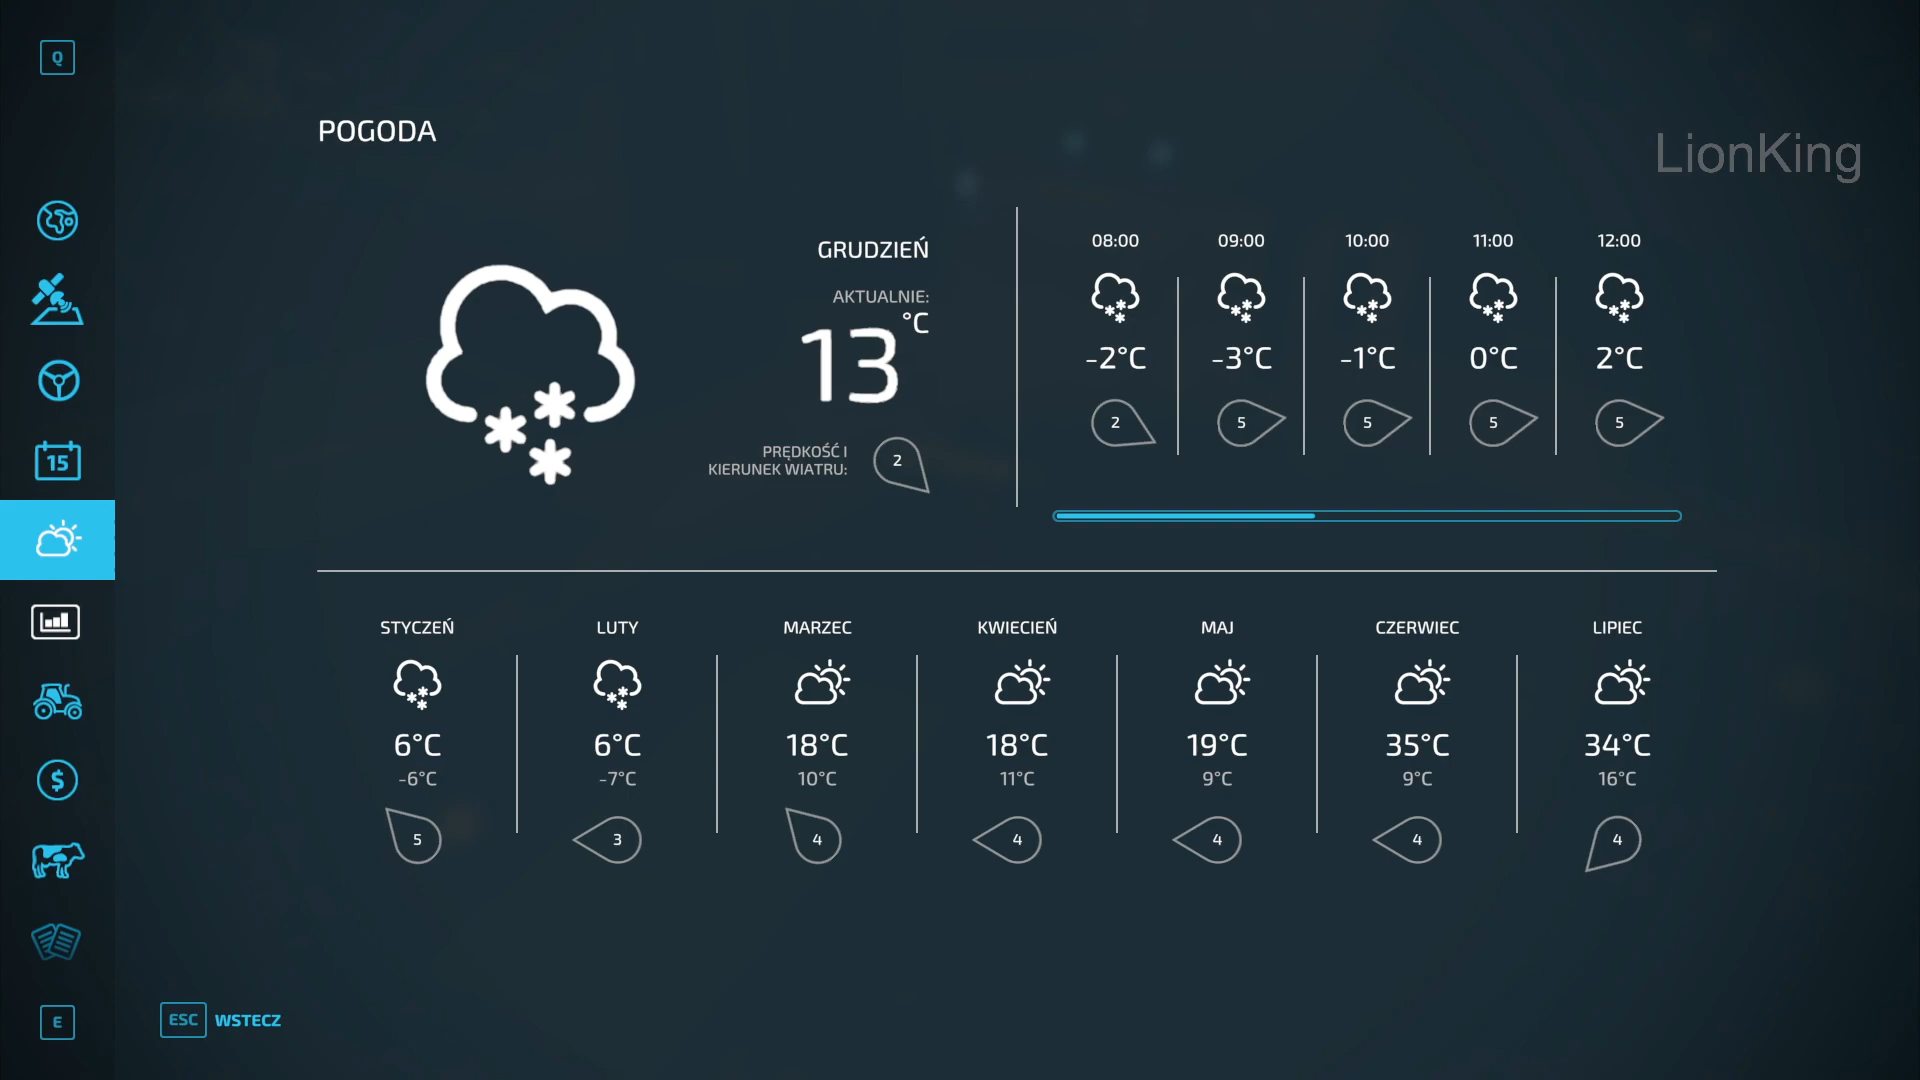 Q
POGODA
LionKing
GRUDZIEŃ
AKTUALNIE:
13 °C
PRĘDKOŚĆ I
KIERUNEK WIATRU:
2
08:00 09:00 10:00 11:00 12:00
-2°C -3°C -1°C 0°C 2°C
2 5 5 5 5
15
STYCZEŃ LUTY MARZEC KWIECIEŃ MAJ CZERWIEC LIPIEC
6°C 6°C 18°C 18°C 19°C 35°C 34°C
-6°C -7°C 10°C 11°C 9°C 9°C 16°C
5 3 4 4 4 4 4
$
E
ESC WSTECZ